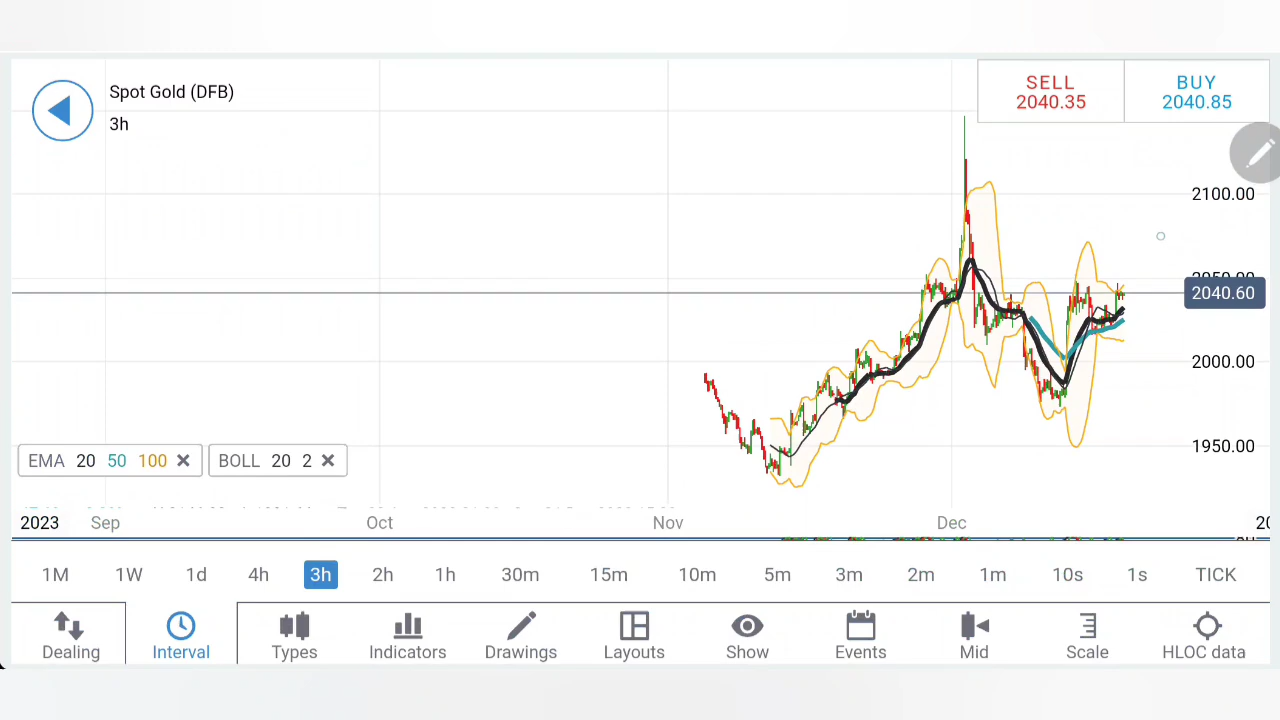 Spot Gold (DFB)
3h
SELL
2040.35
BUY
2040.85
2100.00
2040.60
2000.00
1950.00
EMA 20 50 100 ×
BOLL 20 2 ×
2023 Sep Oct Nov Dec
1M 1W 1d 4h 3h 2h 1h 30m 15m 10m 5m 3m 2m 1m 10s 1s TICK
Dealing Interval Types Indicators Drawings Layouts Show Events Mid Scale HLOC data